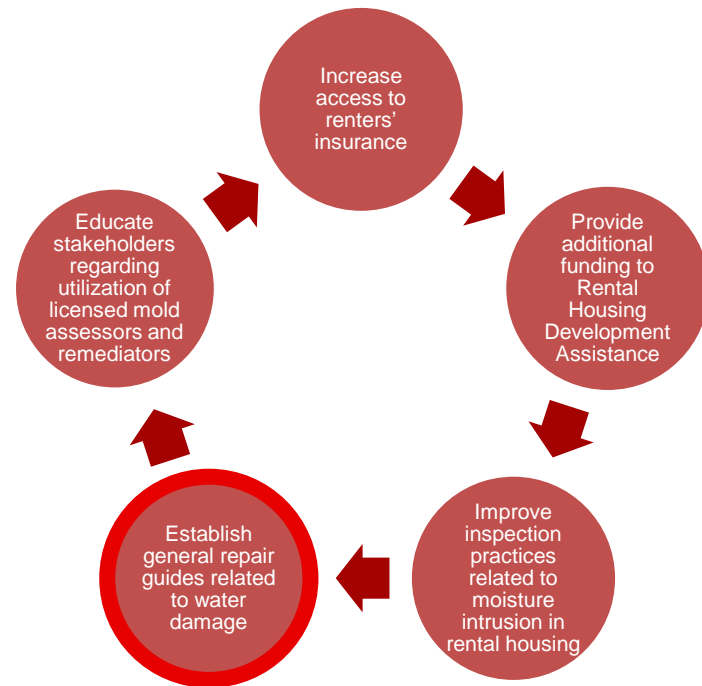 Increase
access to
renters'
insurance
Provide
additional
funding to
Rental
Housing
Development
Assistance
Improve
inspection
practices
related to
moisture
intrusion in
rental housing
Establish
general repair
guides related
to water
damage
Educate
stakeholders
regarding
utilization of
licensed mold
assessors and
remediators